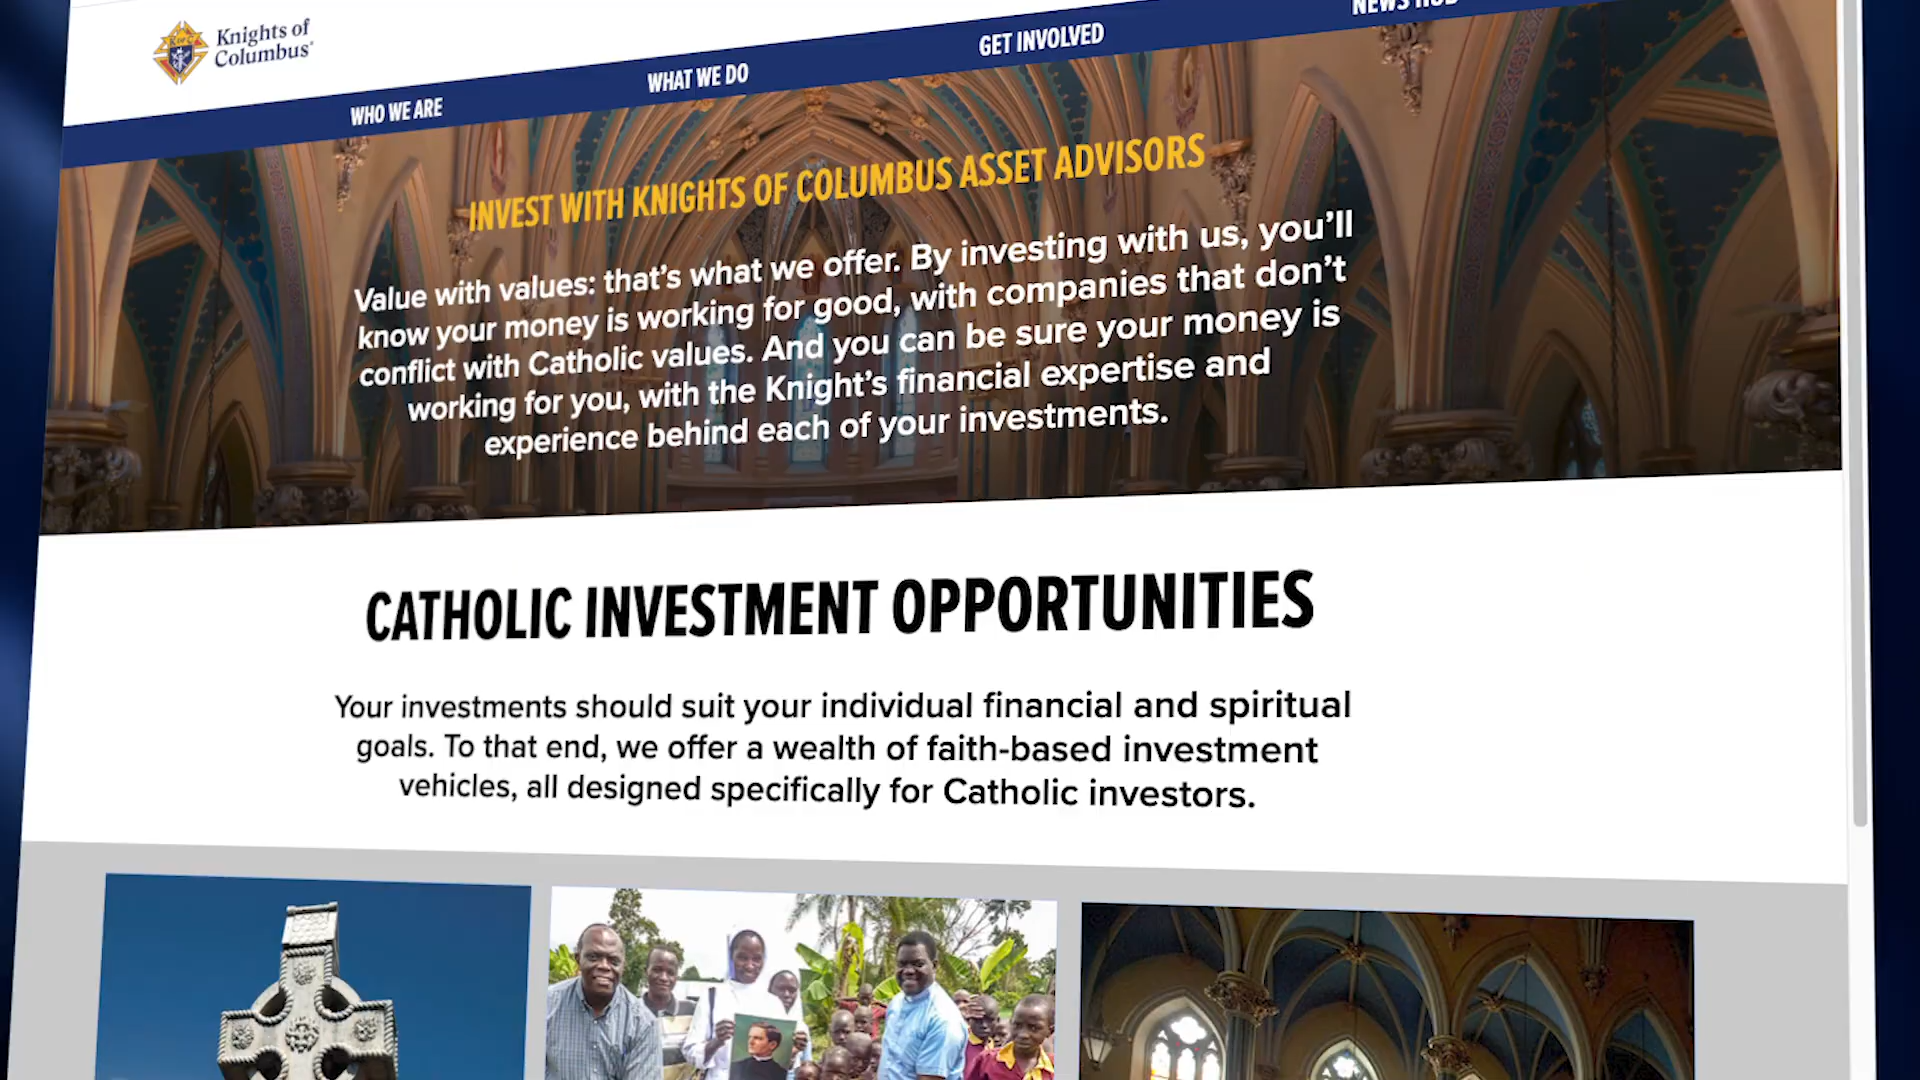 Knights of
Columbus
WHO WE ARE
WHAT WE DO
GET INVOLVED
NEWS HUB
INVEST WITH KNIGHTS OF COLUMBUS ASSET ADVISORS
Value with values: that's what we offer. By investing with us, you'll
know your money is working for good, with companies that don't
conflict with Catholic values. And you can be sure your money is
working for you, with the Knight's financial expertise and
experience behind each of your investments.
CATHOLIC INVESTMENT OPPORTUNITIES
Your investments should suit your individual financial and spiritual
goals. To that end, we offer a wealth of faith-based investment
vehicles, all designed specifically for Catholic investors.